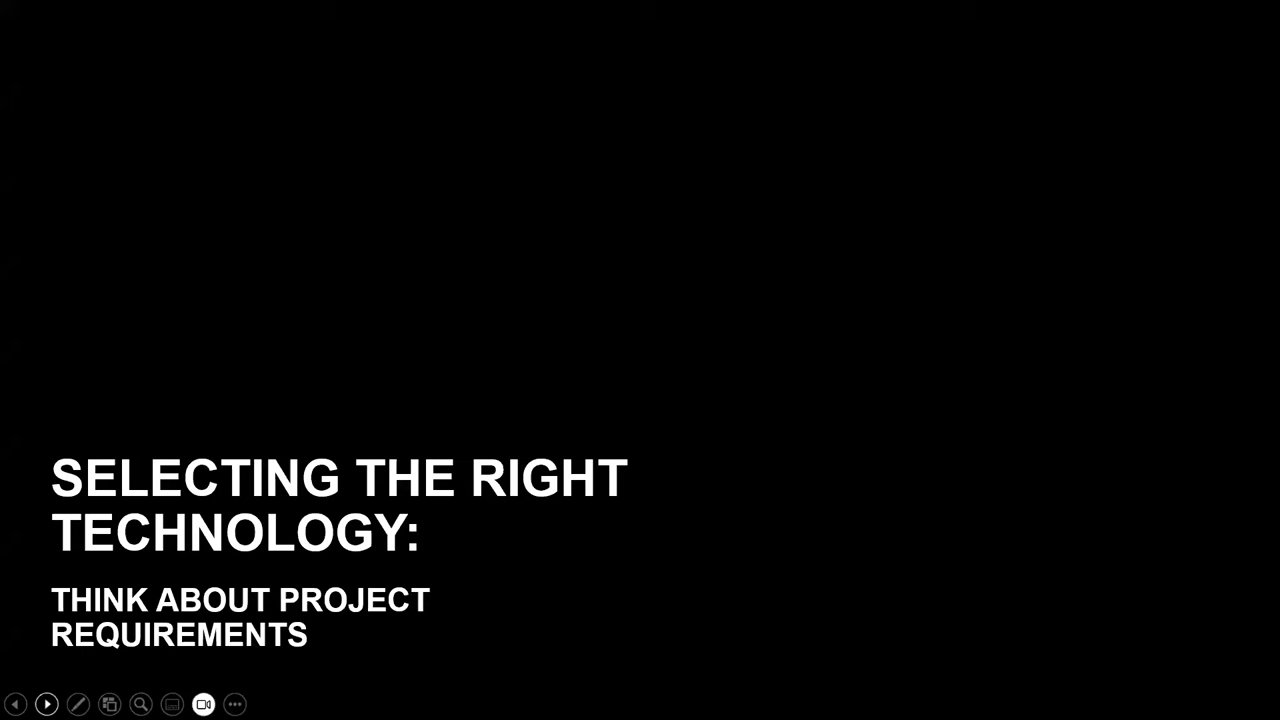 SELECTING THE RIGHT
TECHNOLOGY:
THINK ABOUT PROJECT
REQUIREMENTS